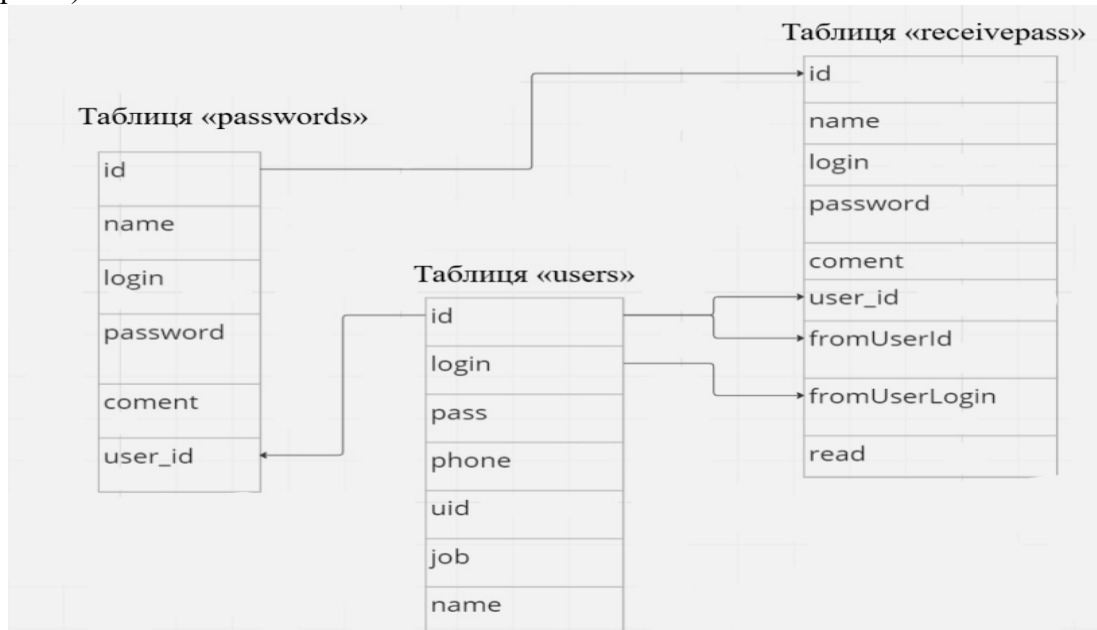 Таблиця «receivepass»
id
name
login
password
coment
user_id
fromUserId
fromUserLogin
read
Таблиця «passwords»
id
name
login
password
coment
user_id
Таблиця «users»
id
login
pass
phone
uid
job
name